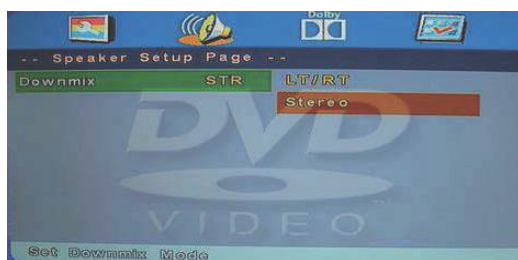 Dolby
-- Speaker Setup Page --
Downmix STR LT/RT
Stereo
DVD
VIDEO
Set Downmix Mode